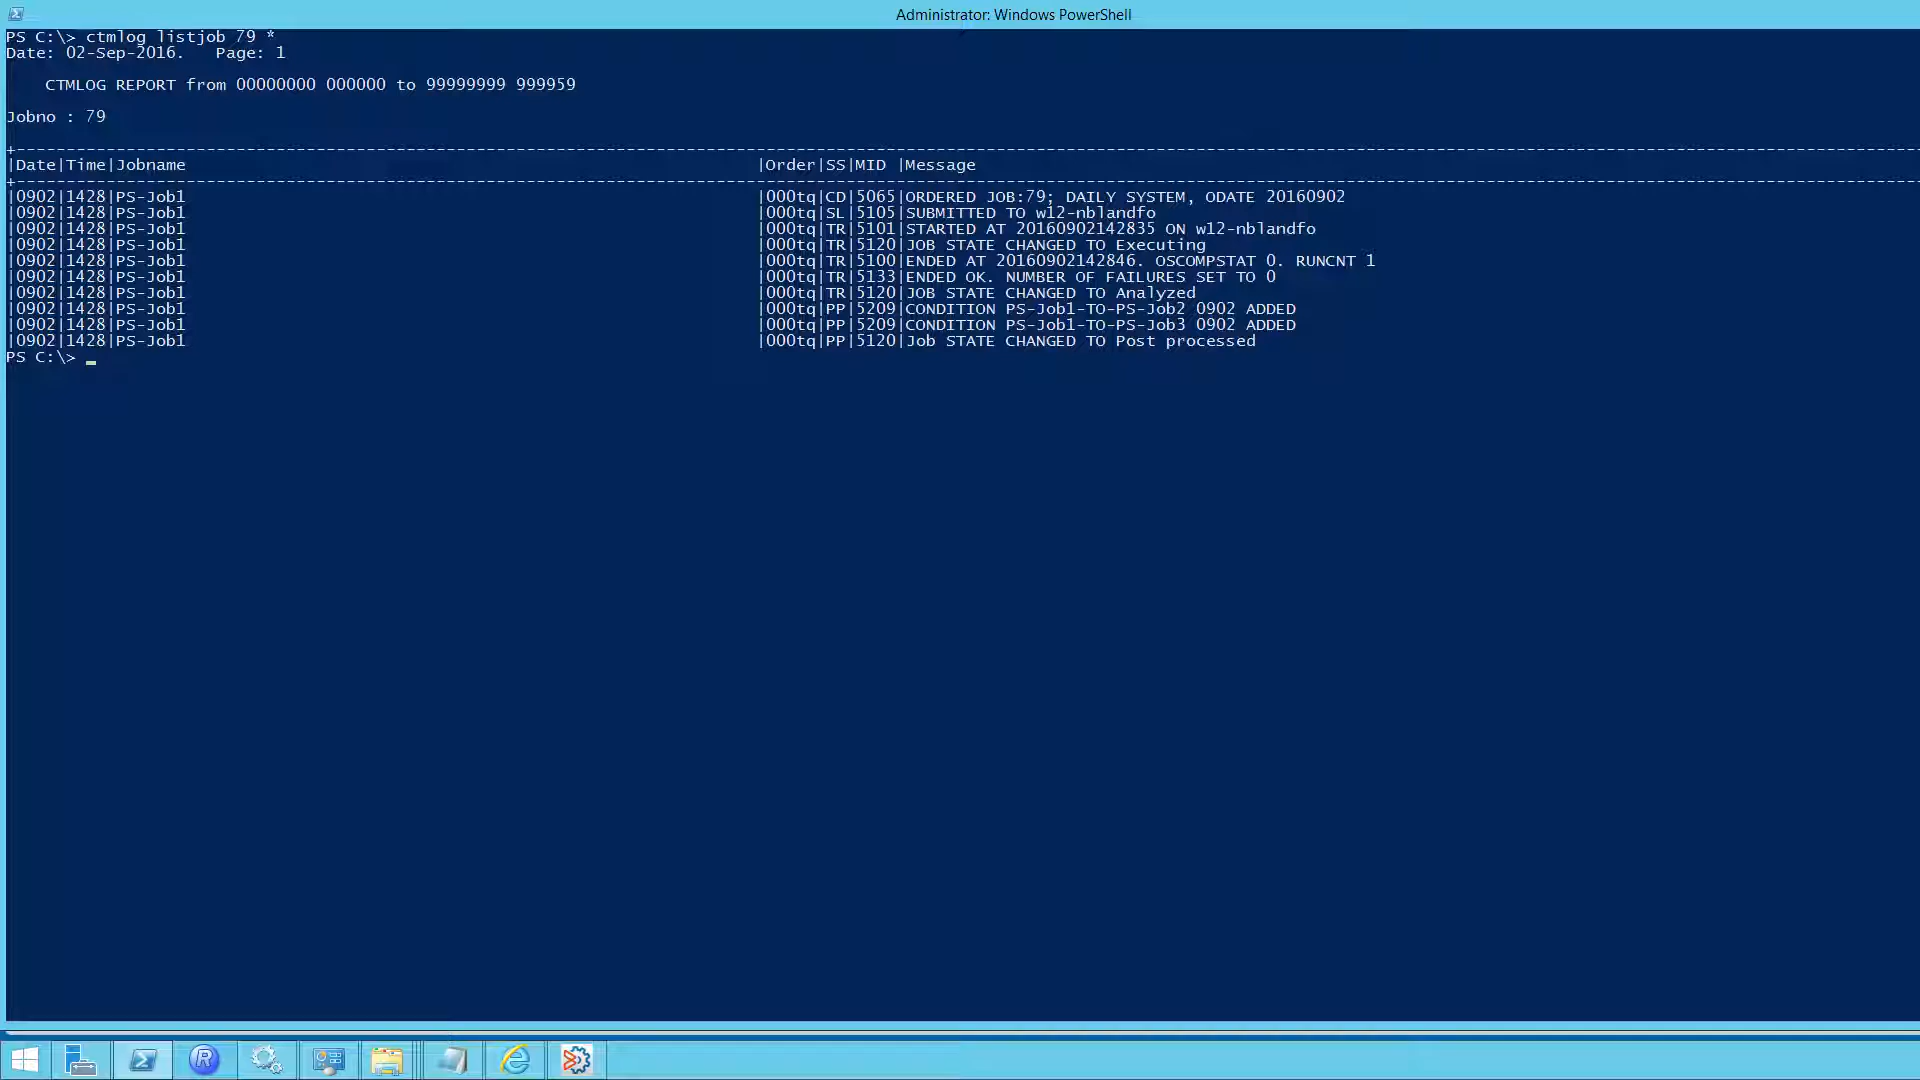 Administrator: Windows PowerShell
PS C:\> ctmlog listjob 79 *
Date: 02-Sep-2016.   Page: 1
CTMLOG REPORT from 00000000 000000 to 99999999 999959
Jobno : 79
|Date|Time|Jobname |Order|SS|MID |Message
|0902|1428|PS-Job1 |000tq|CD|5065|ORDERED JOB:79; DAILY SYSTEM, ODATE 20160902
|0902|1428|PS-Job1 |000tq|SL|5105|SUBMITTED TO w12-nblandfo
|0902|1428|PS-Job1 |000tq|TR|5101|STARTED AT 20160902142835 ON w12-nblandfo
|0902|1428|PS-Job1 |000tq|TR|5120|JOB STATE CHANGED TO Executing
|0902|1428|PS-Job1 |000tq|TR|5100|ENDED AT 20160902142846. OSCOMPSTAT 0. RUNCNT 1
|0902|1428|PS-Job1 |000tq|TR|5133|ENDED OK. NUMBER OF FAILURES SET TO 0
|0902|1428|PS-Job1 |000tq|TR|5120|JOB STATE CHANGED TO Analyzed
|0902|1428|PS-Job1 |000tq|PP|5209|CONDITION PS-Job1-TO-PS-Job2 0902 ADDED
|0902|1428|PS-Job1 |000tq|PP|5209|CONDITION PS-Job1-TO-PS-Job3 0902 ADDED
|0902|1428|PS-Job1 |000tq|PP|5120|Job STATE CHANGED TO Post processed
PS C:\> _